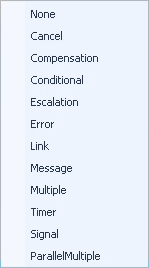 None
Cancel
Compensation
Conditional
Escalation
Error
Link
Message
Multiple
Timer
Signal
ParallelMultiple